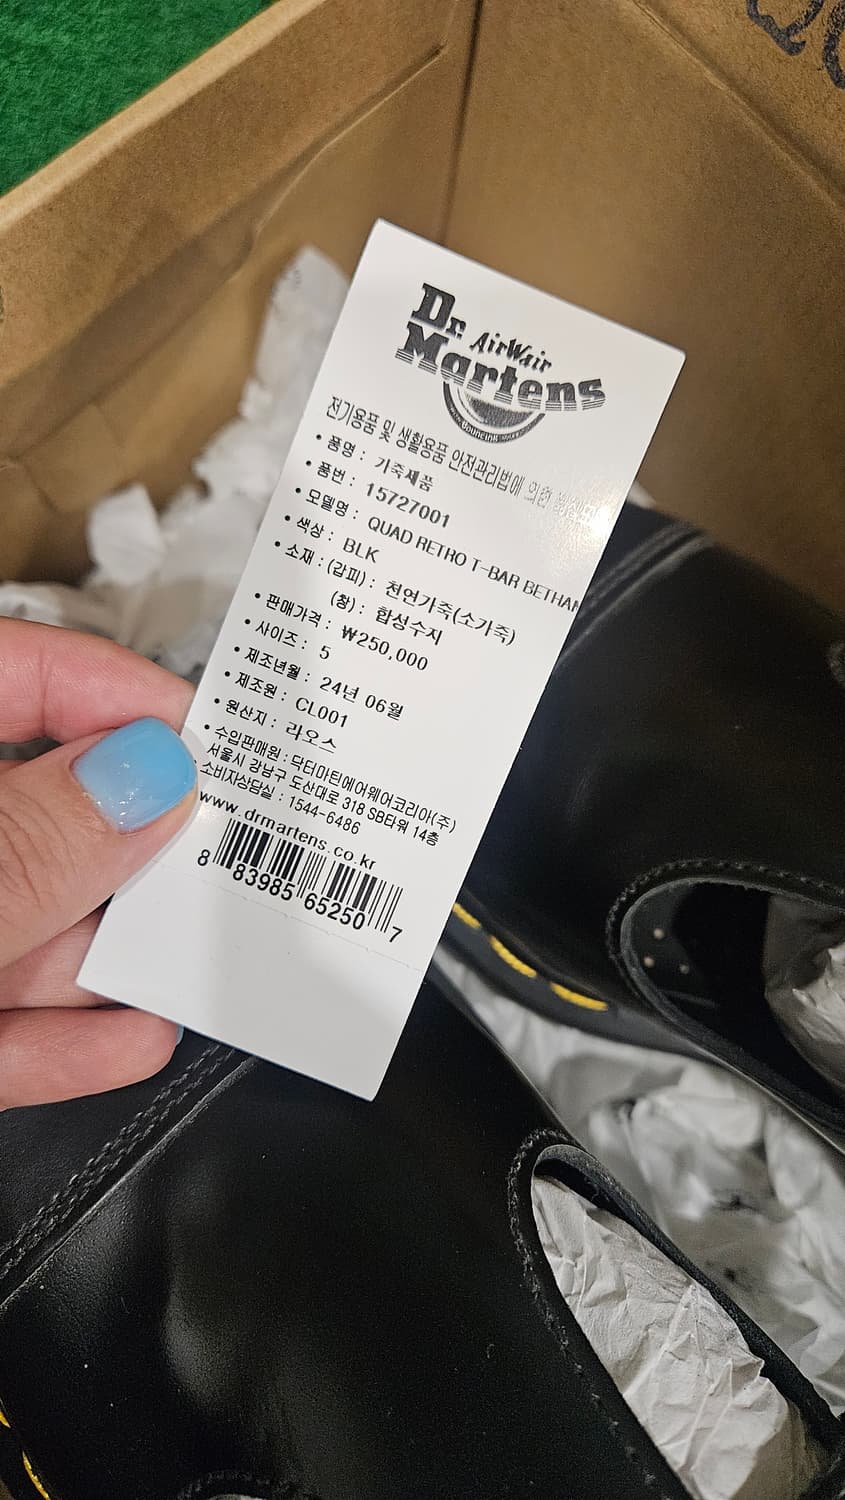 Dr. AirWair
Martens
전기용품 및 생활용품 안전관리법에 의한
• 품명 : 가죽제품
• 품번 : 15727001
• 모델명 : QUAD RETRO T-BAR BETHAN
• 색상 : BLK
• 소재 : (갑피) : 천연가죽(소가죽)
(창) : 합성수지
• 판매가격 : ₩250,000
• 사이즈 : 5
• 제조년월 : 24년 06월
• 제조원 : CL001
• 원산지 : 라오스
• 수입판매원 : 닥터마틴에어웨어코리아(주)
서울시 강남구 도산대로 318 SB타워 14층
• 소비자상담실 : 1544-6486
www.drmartens.co.kr
8 83985 65250 7